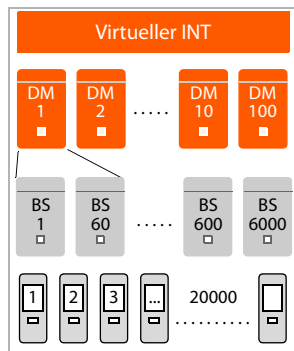 Virtueller INT
DM 1 DM 2 ..... DM 10 DM 100
BS 1 BS 60 ..... BS 600 BS 6000
1 2 3 ... 20000 ..........